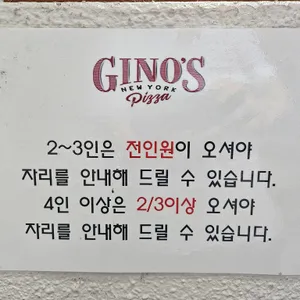 GINO'S
NEW YORK
Pizza
2~3인은 전인원이 오셔야
자리를 안내해 드릴 수 있습니다.
4인 이상은 2/3이상 오셔야
자리를 안내해 드릴 수 있습니다.